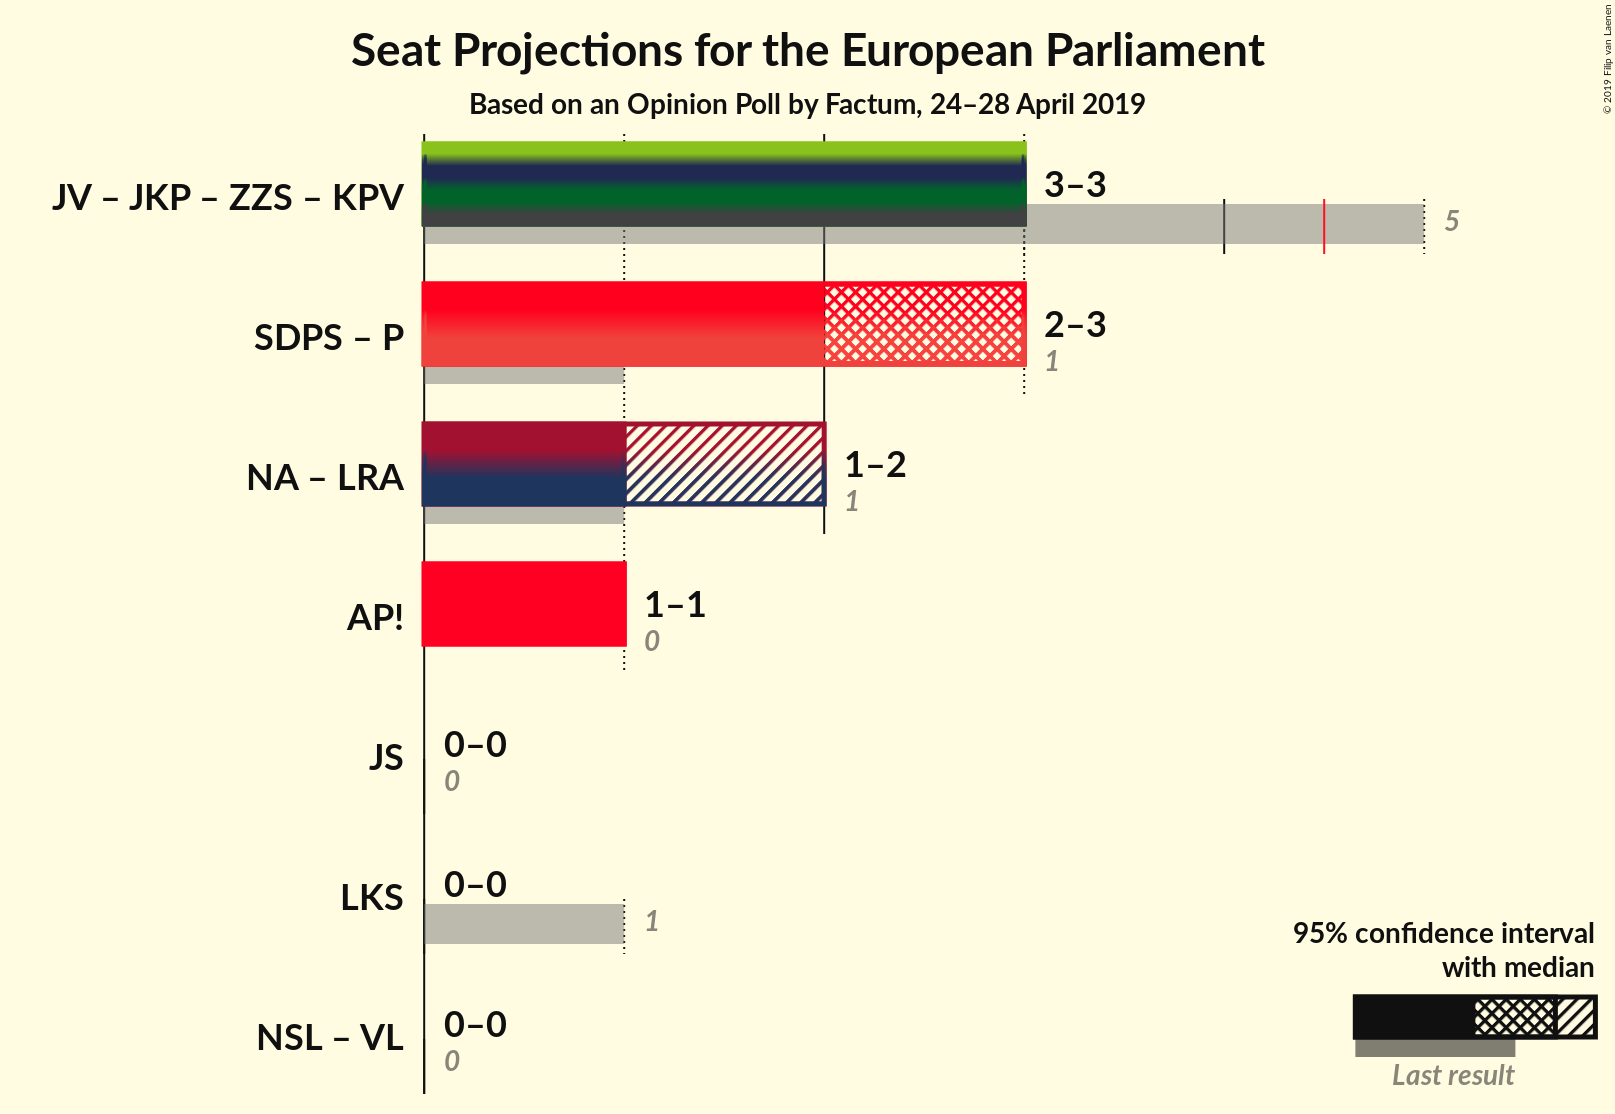 Seat Projections for the European Parliament
Based on an Opinion Poll by Factum, 24–28 April 2019
© 2019 Filip van Laenen
JV – JKP – ZZS – KPV
3–3
5
SDPS – P
2–3
1
NA – LRA
1–2
1
AP!
1–1
0
JS
0–0
0
LKS
0–0
1
NSL – VL
0–0
0
95% confidence interval
with median
Last result